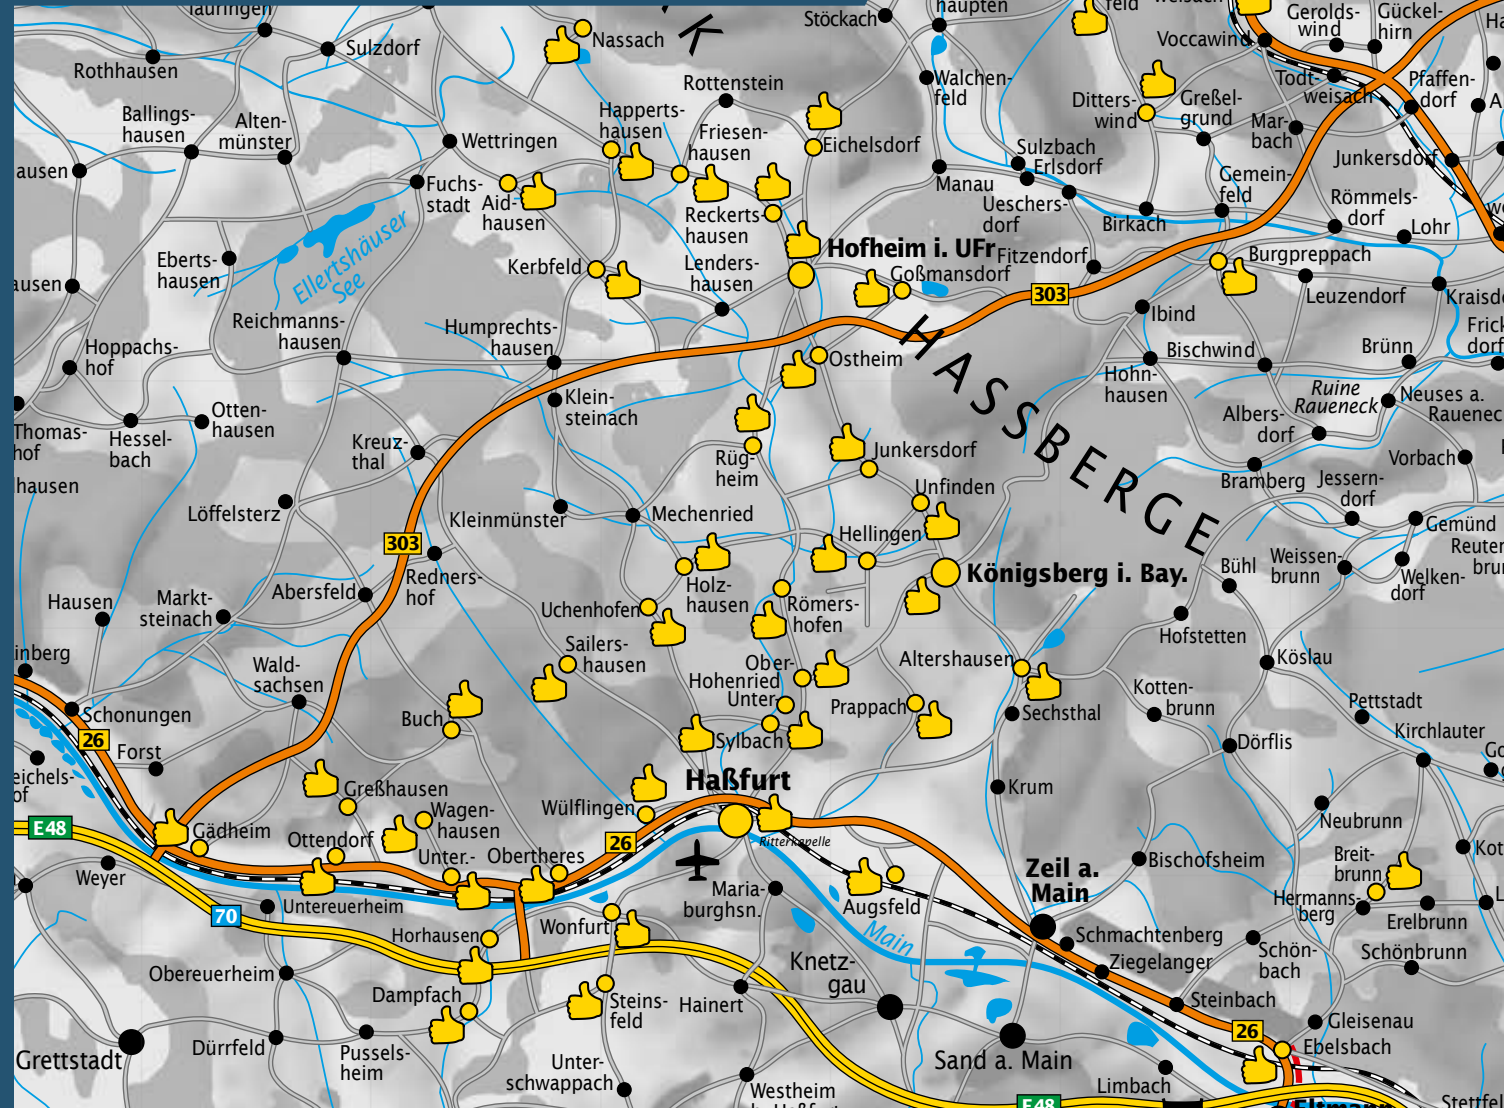 Stöckach
haupten
feld
Gerolds-
wind
Gückel-
hirn
Nassach
Sulzdorf
Rothhausen
K
Voccawind
Rottenstein
Walchen-
feld
Todt-
weisach
Pfaffen-
dorf
Ballings-
hausen
Alten-
münster
Wettringen
Happerts-
hausen
Friesen-
hausen
Eichelsdorf
Ditters-
wind
Greßel-
grund
Mar-
bach
Junkersdorf
ausen
Fuchs-
stadt
Aid-
hausen
Reckerts-
hausen
Manau
Sulzbach
Erlsdorf
Ueschers-
dorf
Birkach
Gemein-
feld
Römmels-
dorf
Lohr
Ellertshäuser
See
Eberts-
hausen
Kerbfeld
Lenders-
hausen
Hofheim i. UFr
Goßmansdorf
Fitzendorf
303
Burgpreppach
Leuzendorf
ausen
Reichmanns-
hausen
Humprechts-
hausen
Ostheim
Ibind
Bischwind
Brünn
Hoppachs-
hof
Klein-
steinach
HASSBERGE
Hohn-
hausen
Ruine
Raueneck
Neuses a.
Albers-
dorf
Thomas-
hof
Hessel-
bach
Otten-
hausen
Kreuz-
thal
Rüg-
heim
Junkersdorf
Unfinden
Bramberg
Jessern-
dorf
Vorbach
hausen
Löffelsterz
Kleinmünster
Mechenried
Hellingen
Gemünd
303
Königsberg i. Bay.
Bühl
Weissen-
brunn
Welken-
dorf
Hausen
Markt-
steinach
Abersfeld
Redners-
hof
Uchenhofen
Holz-
hausen
Römers-
hofen
Hofstetten
inberg
Wald-
sachsen
Sailers-
hausen
Ober-
Hohenried
Unter-
Sylbach
Altershausen
Köslau
Schonungen
26
Forst
Buch
Prappach
Sechsthal
Kotten-
brunn
Pettstadt
Kirchlauter
Dörflis
eichels-
of
Haßfurt
Ritterkapelle
Krum
Neubrunn
E48
Gädheim
Greßhausen
Ottendorf
Wagen-
hausen
Wülflingen
26
Unter.-
Obertheres
Weyer
70
Untereuerheim
Horhausen
Wonfurt
Maria-
burghsn.
Augsfeld
Zeil a.
Main
Bischofsheim
Breit-
brunn
Hermanns-
berg
Erelbrunn
Main
Schmachtenberg
Ziegelanger
Schön-
bach
Schönbrunn
Obereuerheim
Dampfach
Steins-
feld
Hainert
Knetz-
gau
Steinbach
26
Gleisenau
Ebelsbach
Grettstadt
Dürrfeld
Pussels-
heim
Unter-
schwappach
Westheim
Sand a. Main
Limbach
E48
Eltmann